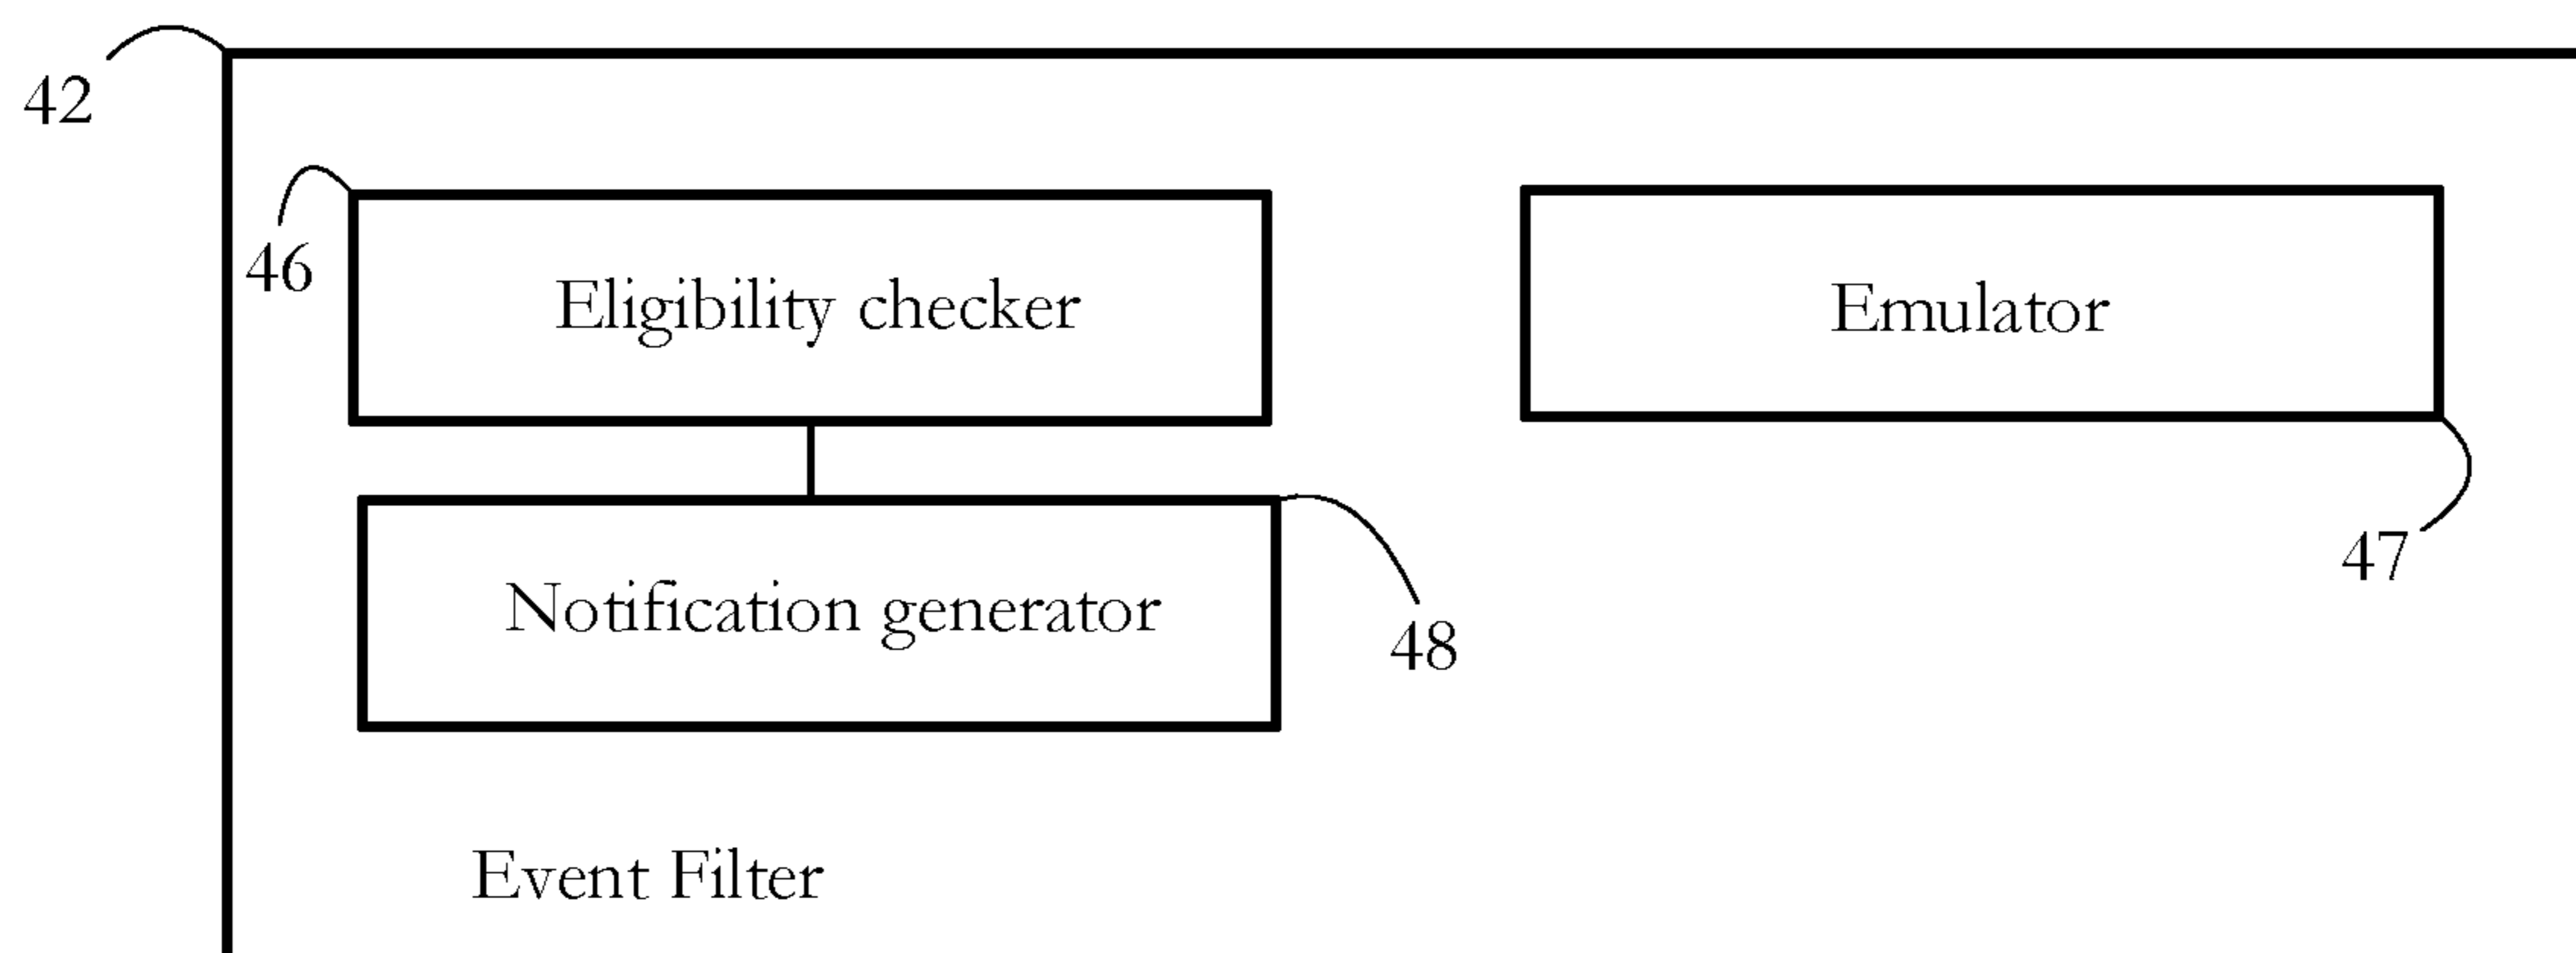 42
46
Eligibility checker
Emulator
47
Notification generator
48
Event Filter